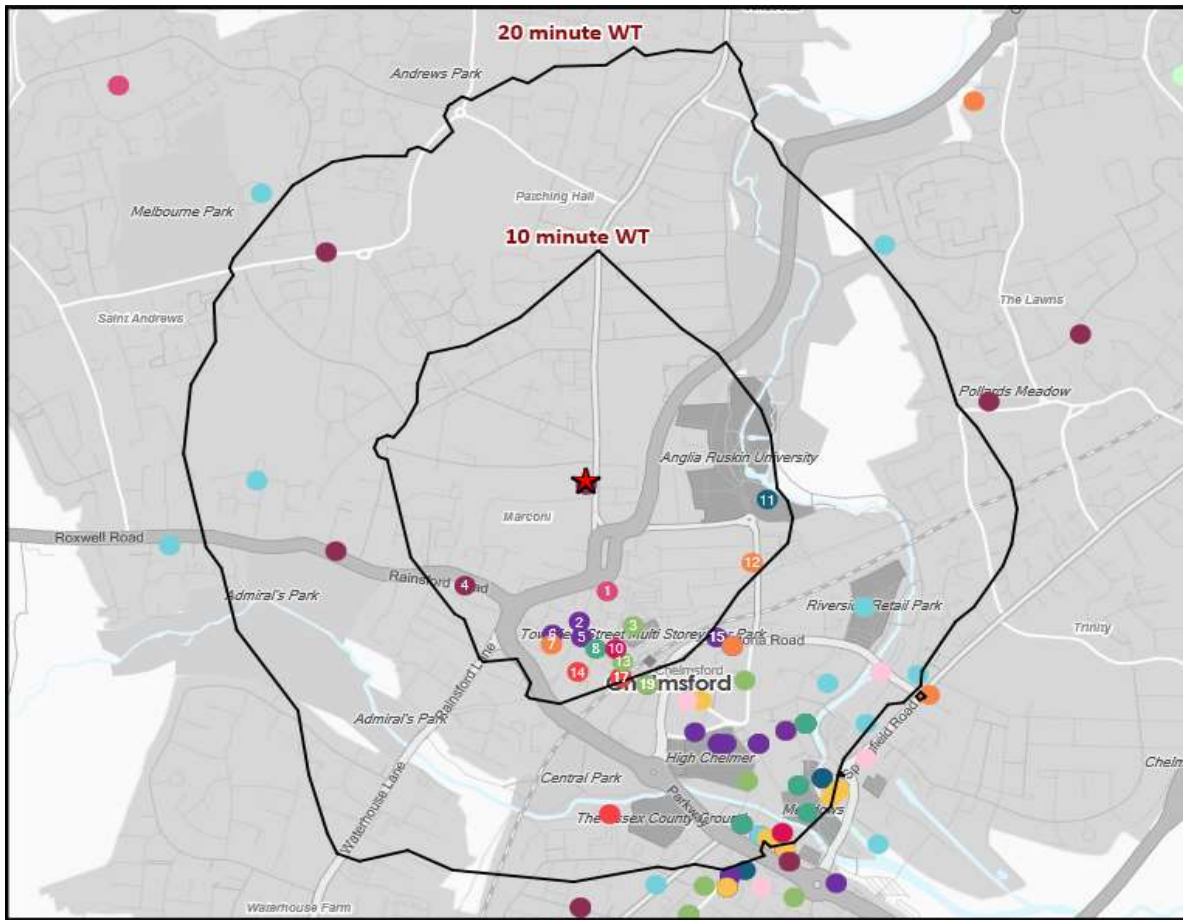 20 minute WT
Andrews Park
Patching Hall
Melbourne Park
10 minute WT
The Lawns
Saint Andrews
Pollards Meadow
Anglia Ruskin University
11
Marconi
Roxwell Road
12
Rainsford Road
4
1
Admiral's Park
Riverside Retail Park
2
3
6
5
15
Trinity
7
8
10
13
Chelmsford
14
17
19
Rainsford Lane
Admiral's Park
High Chelmer
Springfield Road
Central Park
Parkway
Meadows
The Essex County Ground
Waterhouse Lane
Waterhouse Farm